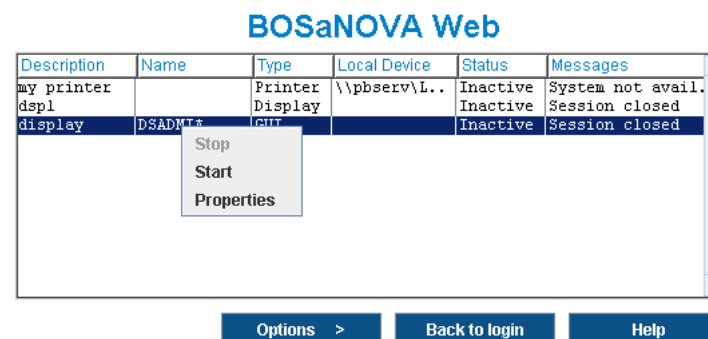 BOSaNOVA Web
Description Name Type Local Device Status Messages
my printer Printer \\pbserv\L.. Inactive System not avail.
dspl Display Inactive Session closed
display DSADMIA GUI Inactive Session closed
Stop
Start
Properties
Options > Back to login Help